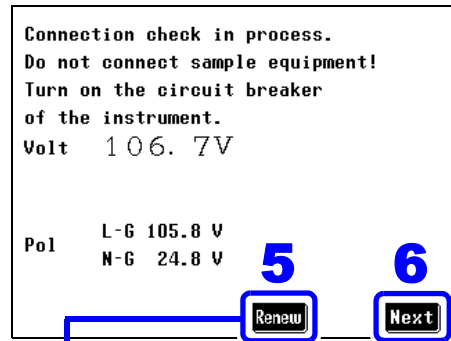 Connection check in process.
Do not connect sample equipment!
Turn on the circuit breaker
of the instrument.
Volt 106.7V
L-G 105.8 V
Pol
N-G 24.8 V
5 6
Renew Next